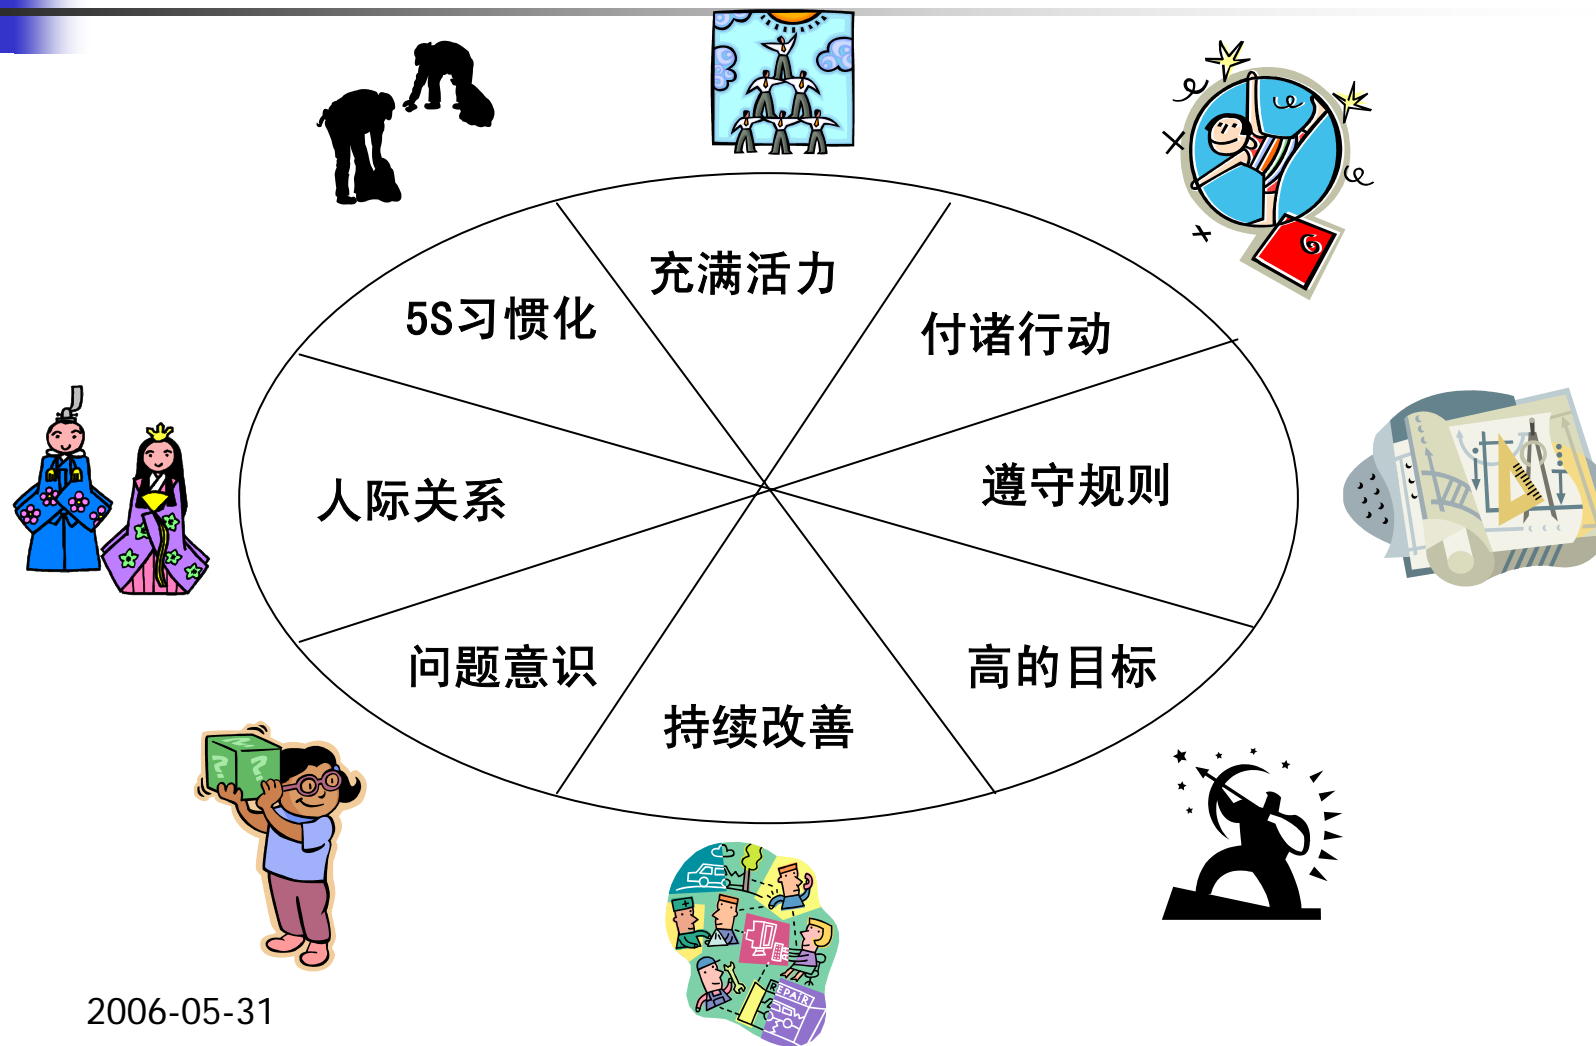 充满活力
5S习惯化
付诸行动
人际关系
遵守规则
问题意识
高的目标
持续改善
REPAIR
2006-05-31